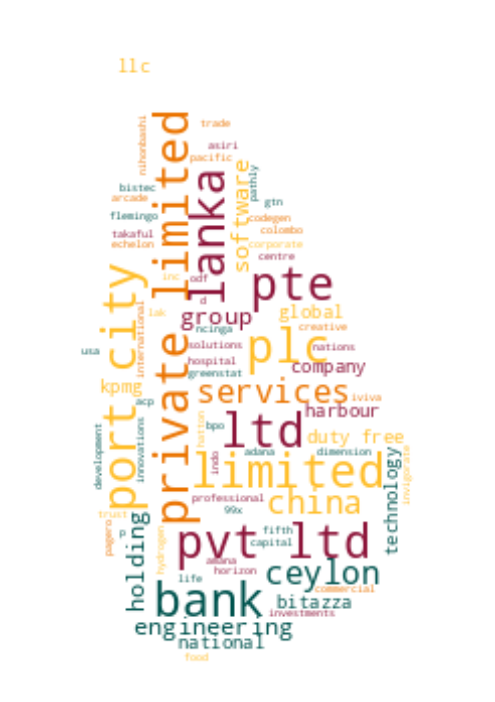 llc
private limited
nihonbashi
trade
asiri
pacific
lanka
software
pathly
bistec
arcade
flemingo
takaful
echelon
gtn
codegen
colombo
corporate
centre
port city
inc
odf
d
pte
lak
international
group
global
ncinga
creative
plc
usa
solutions
nations
hospital
company
greenstat
kpmg
services
iviva
acp
harbour
hatton
bpo
ltd
duty free
development
innovations
indo
adana
dimension
limited
technology
invigorate
professional
china
99x
trust
pagero
p
holding
hydrogen
fifth
capital
pvt ltd
amana
horizon
ceylon
life
commercial
bank
bitazza
investments
engineering
national
food